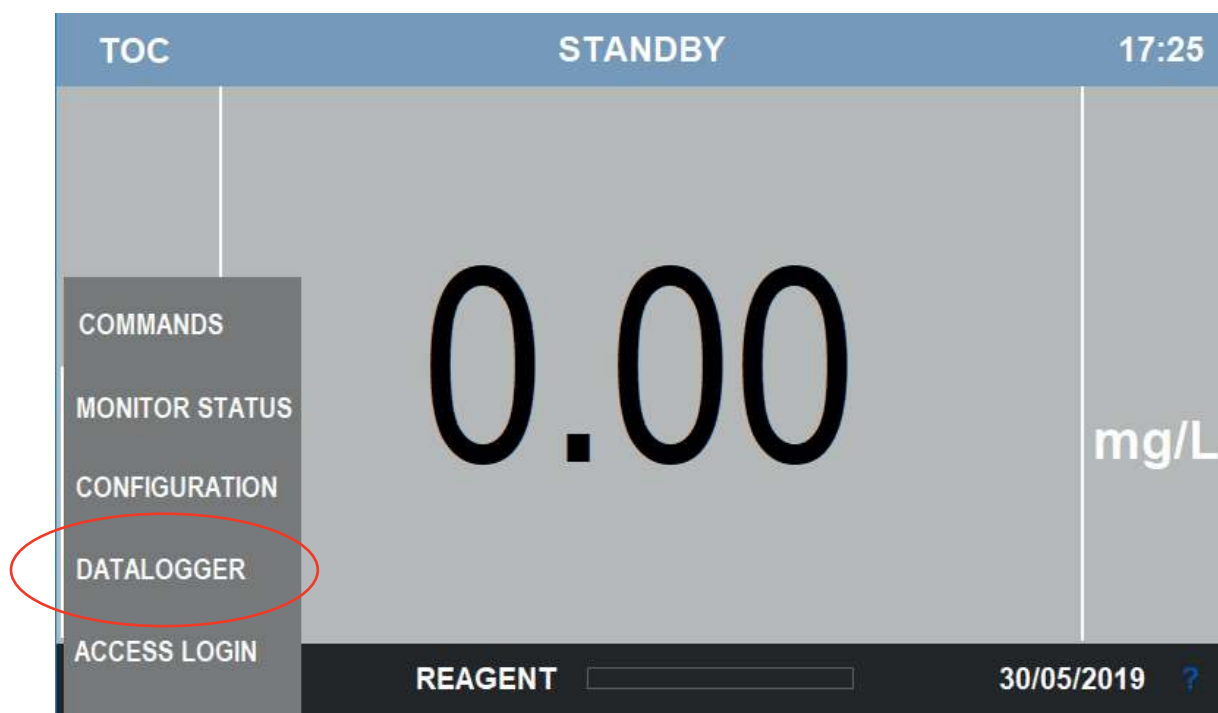 TOC STANDBY 17:25
COMMANDS
MONITOR STATUS
CONFIGURATION
DATALOGGER
ACCESS LOGIN
0.00
mg/L
REAGENT 30/05/2019 ?